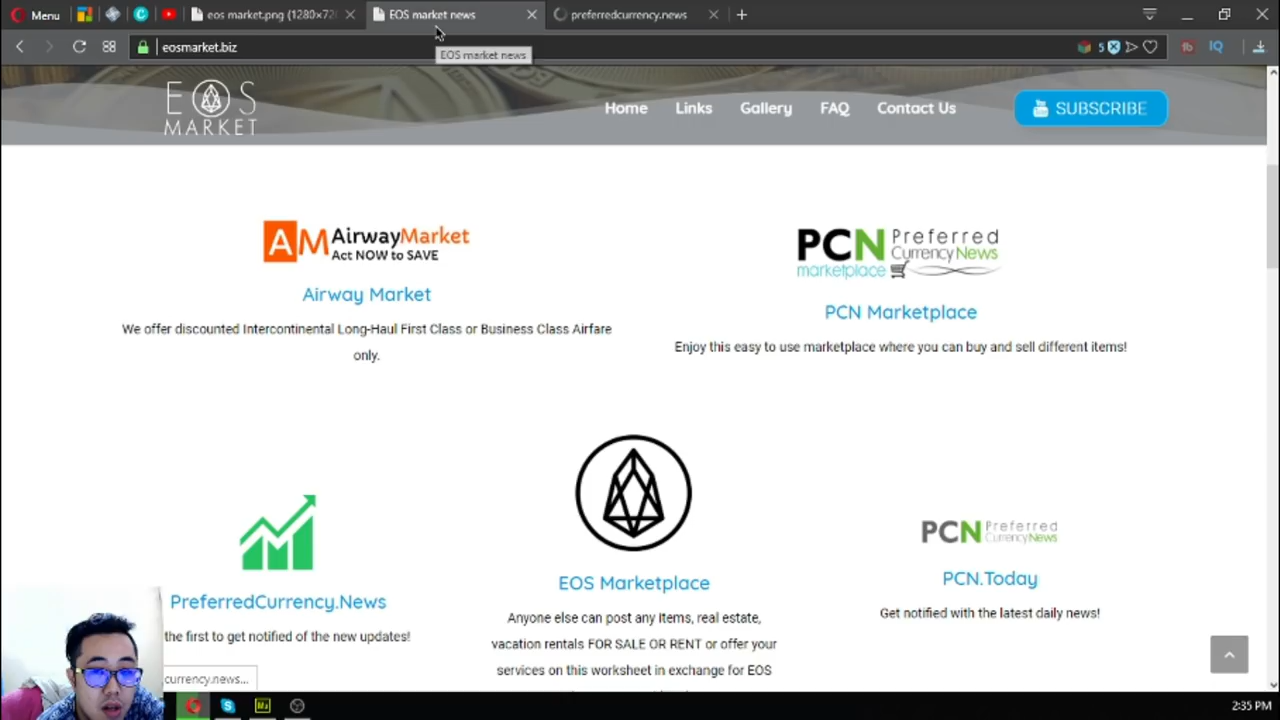 Menu
eos market.png (1280×72
EOS market news
preferredcurrency.news
eosmarket.biz
5
IQ
EOS market news
EOS
MARKET
Home
Links
Gallery
FAQ
Contact Us
SUBSCRIBE
AM AirwayMarket
Act NOW to SAVE
Airway Market
We offer discounted Intercontinental Long-Haul First Class or Business Class Airfare
only.
PCN Preferred
CurrencyNews
marketplace
PCN Marketplace
Enjoy this easy to use marketplace where you can buy and sell different items!
PreferredCurrency.News
the first to get notified of the new updates!
currency.news...
EOS Marketplace
Anyone else can post any Items, real estate,
vacation rentals FOR SALE OR RENT or offer your
services on this worksheet in exchange for EOS
PCN Preferred
CurrencyNews
PCN.Today
Get notified with the latest daily news!
2:35 PM